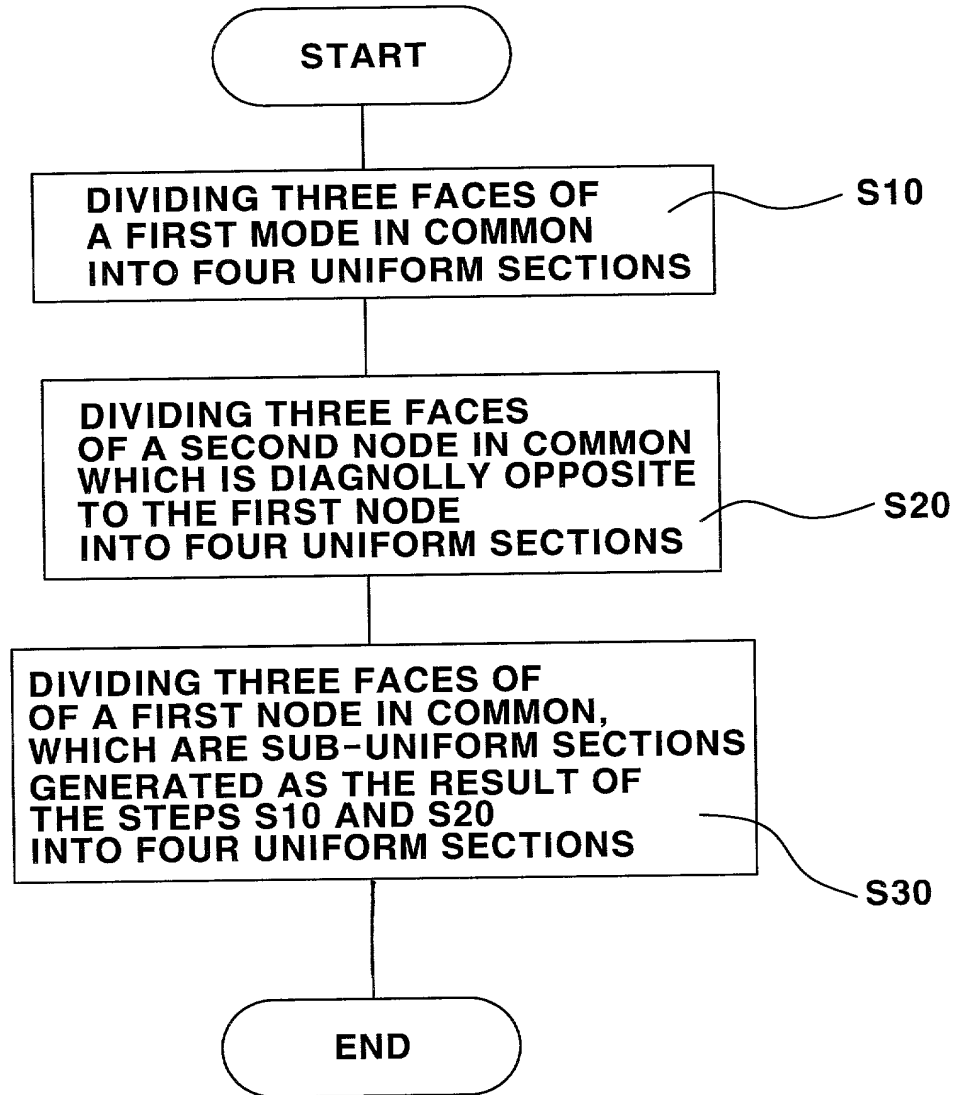 START
DIVIDING THREE FACES OF
A FIRST MODE IN COMMON
INTO FOUR UNIFORM SECTIONS
S10
DIVIDING THREE FACES
OF A SECOND NODE IN COMMON
WHICH IS DIAGNOLLY OPPOSITE
TO THE FIRST NODE
INTO FOUR UNIFORM SECTIONS
S20
DIVIDING THREE FACES OF
OF A FIRST NODE IN COMMON,
WHICH ARE SUB-UNIFORM SECTIONS
GENERATED AS THE RESULT OF
THE STEPS S10 AND S20
INTO FOUR UNIFORM SECTIONS
S30
END